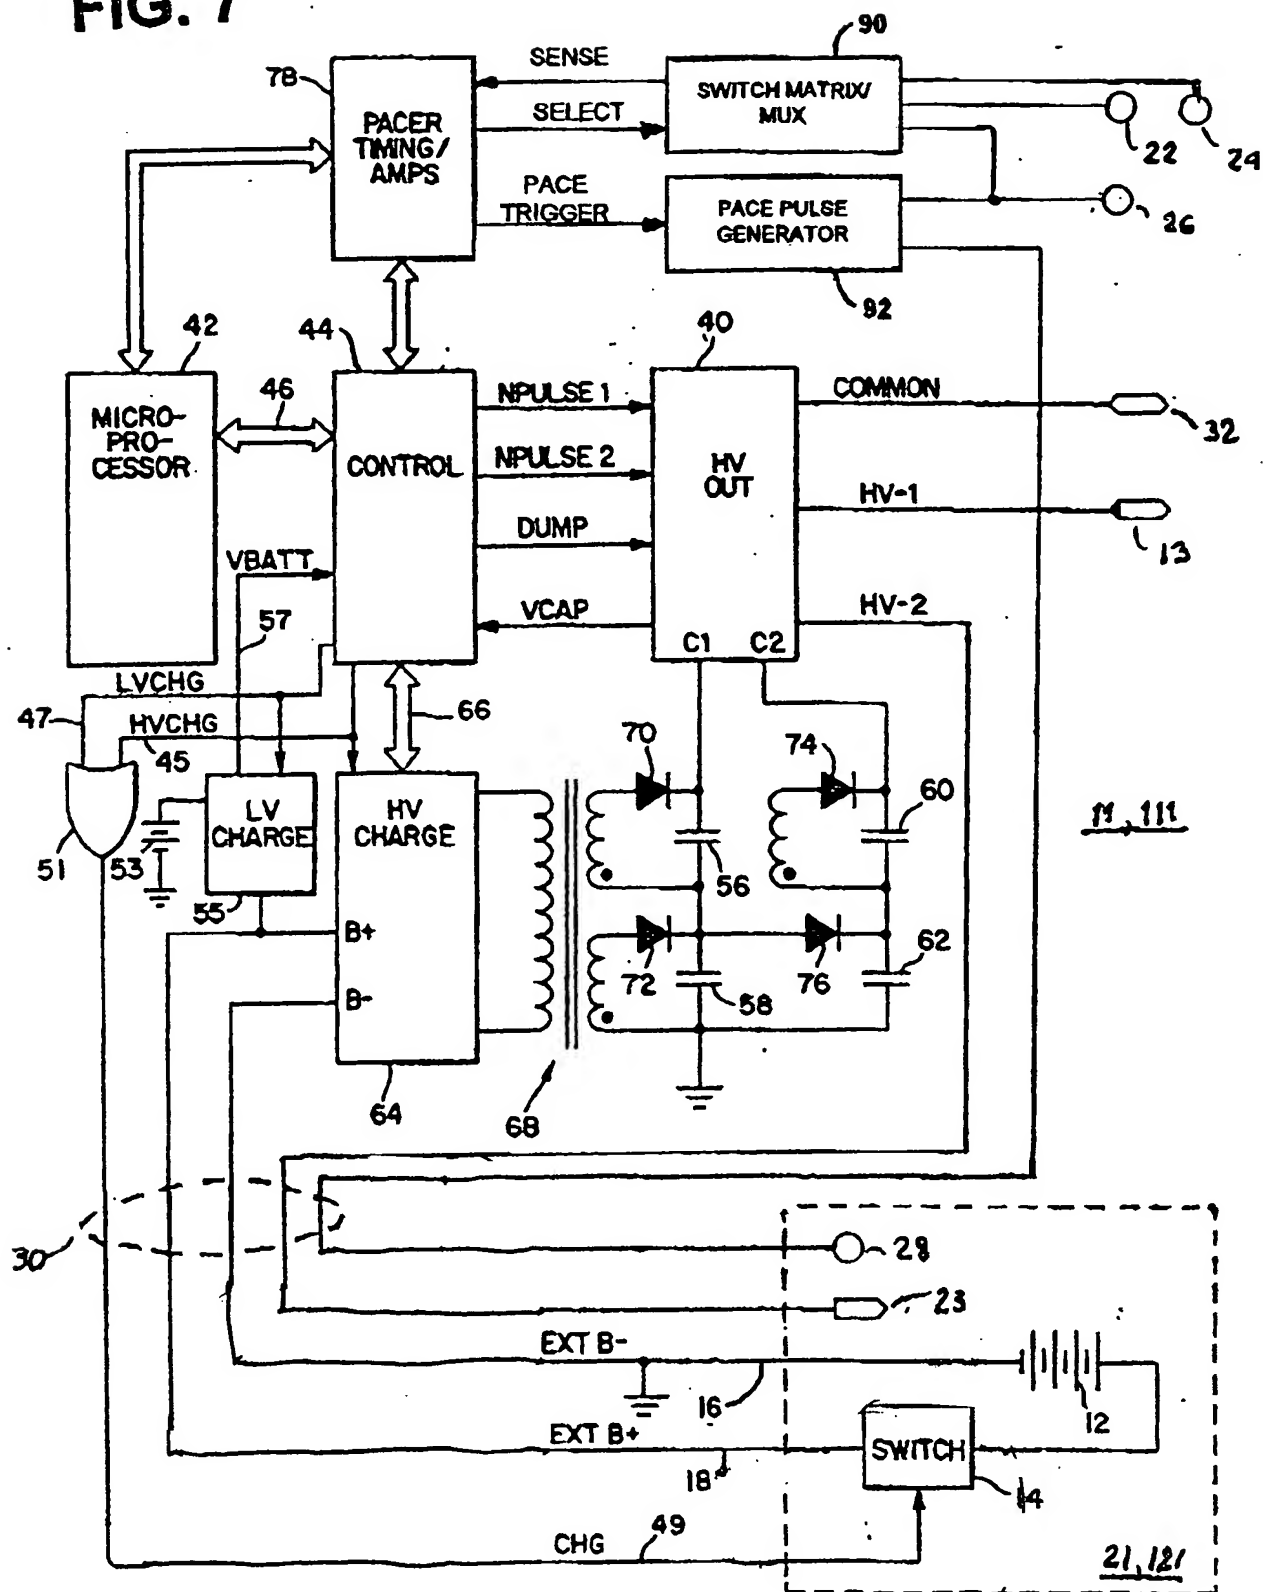 FIG. 7
90
SENSE
78
SWITCH MATRIX/
MUX
PACER
TIMING/
AMPS
SELECT
22
24
PACE
TRIGGER
PACE PULSE
GENERATOR
26
92
42
44
40
46
NPULSE 1
COMMON
MICRO-
PRO-
CESSOR
32
CONTROL
NPULSE 2
HV
OUT
HV-1
DUMP
13
VBATT
57
VCAP
HV-2
C1
C2
LVCHG
47
HVCHG
45
66
70
74
60
LV
CHARGE
HV
CHARGE
11, 111
51
53
56
55
B+
62
72
76
58
B-
64
68
30
28
23
EXT B-
16
12
EXT B+
SWITCH
18
14
49
CHG
21, 121